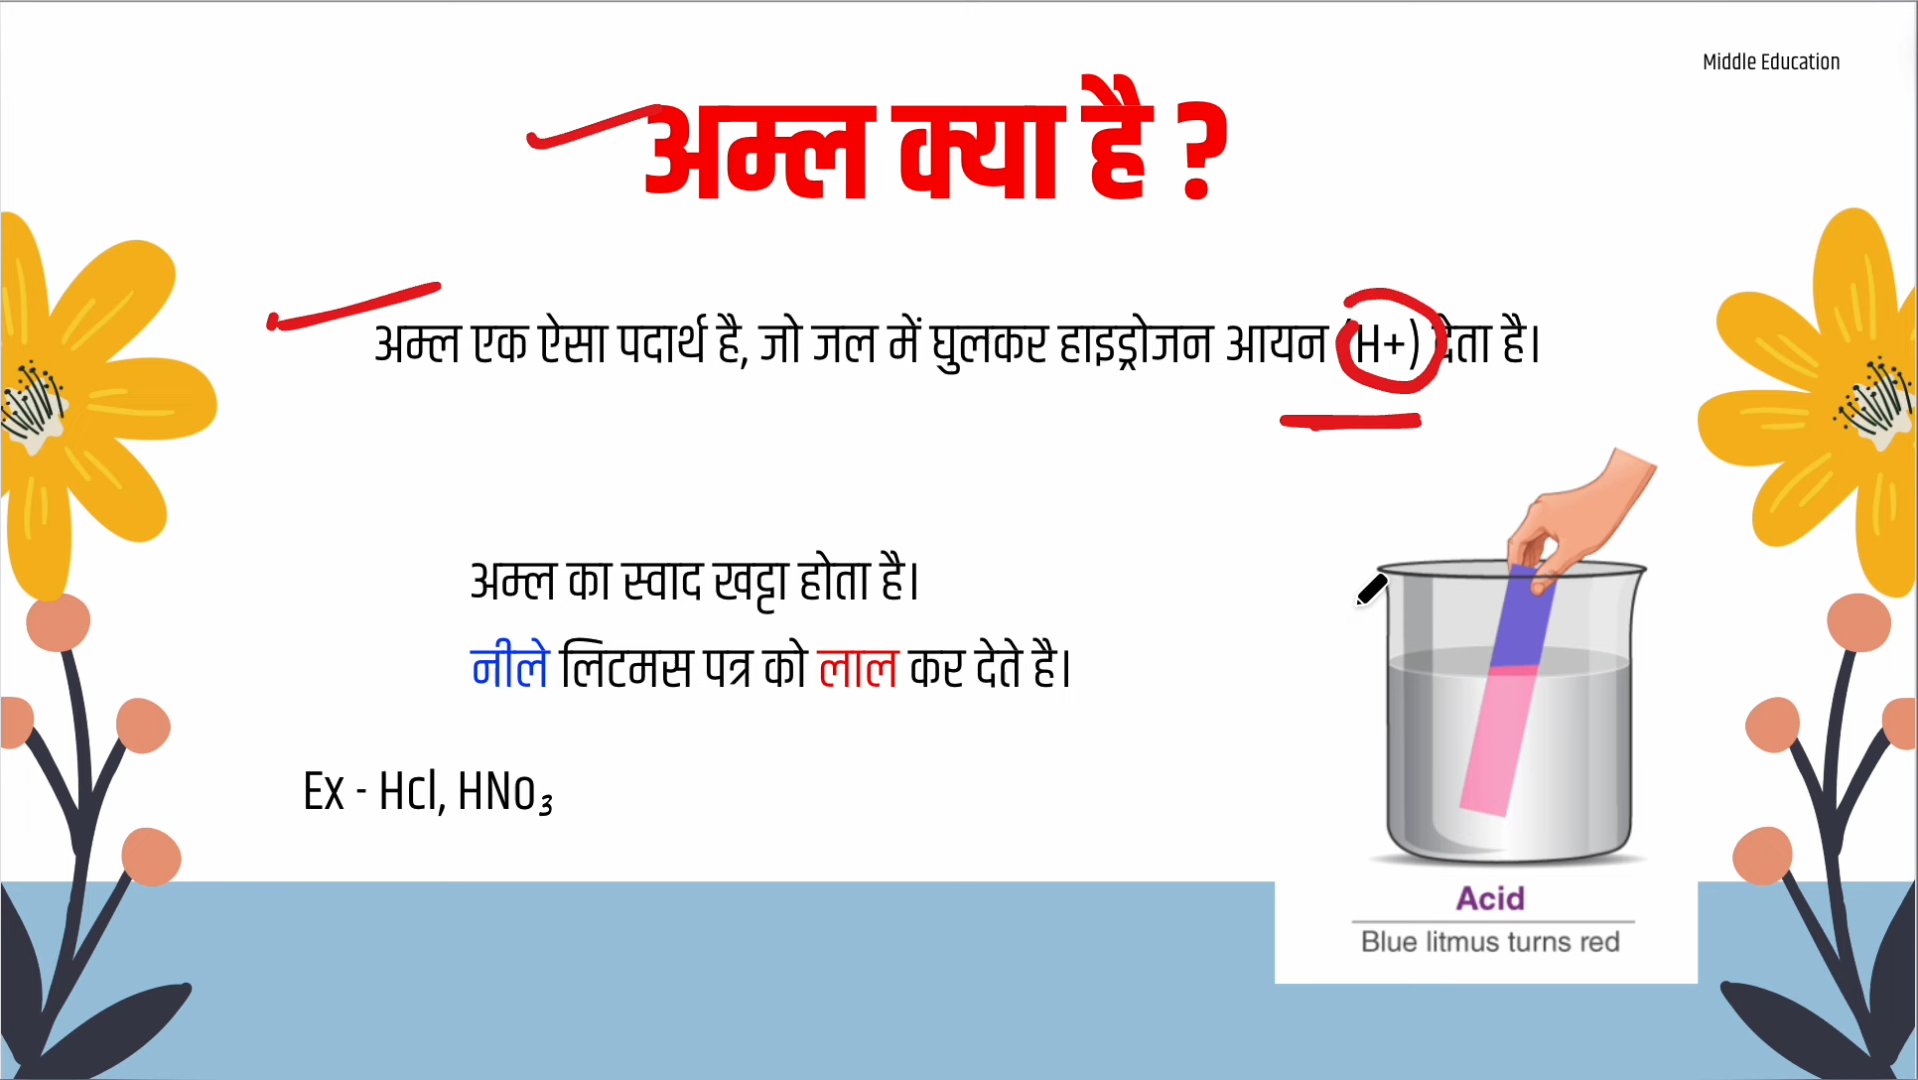 Middle Education
अम्ल क्या है ?
अम्ल एक ऐसा पदार्थ है, जो जल में घुलकर हाइड्रोजन आयन (H+) देता है।
अम्ल का स्वाद खट्टा होता है।
नीले लिटमस पत्र को लाल कर देते है।
Ex - Hcl, HNo₃
Acid
Blue litmus turns red